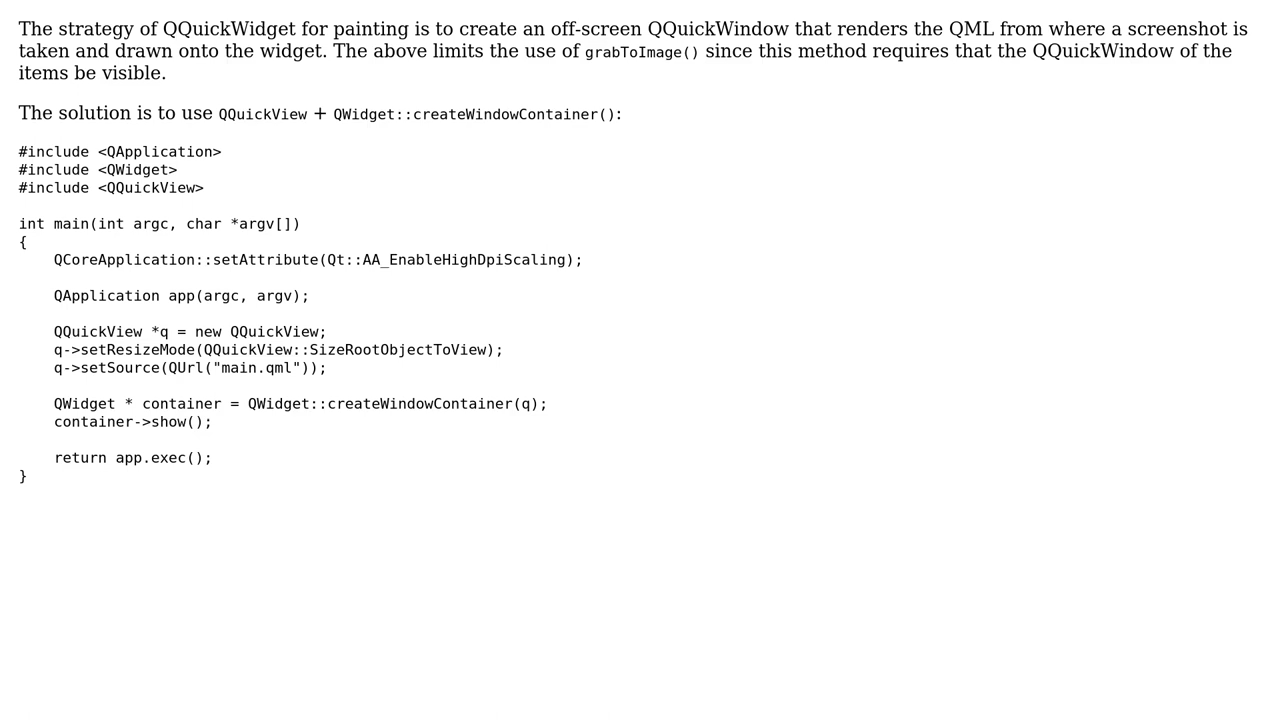 The strategy of QQuickWidget for painting is to create an off-screen QQuickWindow that renders the QML from where a screenshot is
taken and drawn onto the widget. The above limits the use of grabToImage() since this method requires that the QQuickWindow of the
items be visible.
The solution is to use QQuickView + QWidget::createWindowContainer():
#include <QApplication>
#include <QWidget>
#include <QQuickView>
int main(int argc, char *argv[])
{
    QCoreApplication::setAttribute(Qt::AA_EnableHighDpiScaling);
    QApplication app(argc, argv);
    QQuickView *q = new QQuickView;
    q->setResizeMode(QQuickView::SizeRootObjectToView);
    q->setSource(QUrl("main.qml"));
    QWidget * container = QWidget::createWindowContainer(q);
    container->show();
    return app.exec();
}